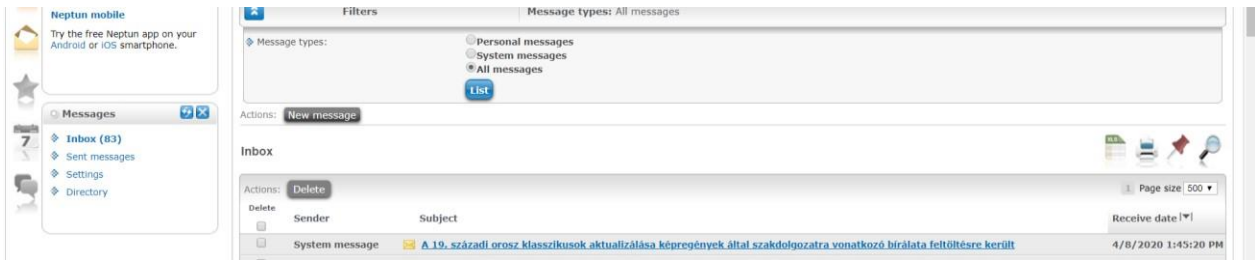 Neptun mobile
Try the free Neptun app on your
Android or iOS smartphone.
Messages
7
Inbox (83)
Sent messages
Settings
Directory
Filters Message types: All messages
Message types:
Personal messages
System messages
All messages
List
Actions: New message
Inbox
Actions: Delete
1 Page size 500
Delete
Sender Subject Receive date
System message A 19. századi orosz klasszikusok aktualizálása képregények által szakdolgozatra vonatkozó bírálata feltöltésre került 4/8/2020 1:45:20 PM